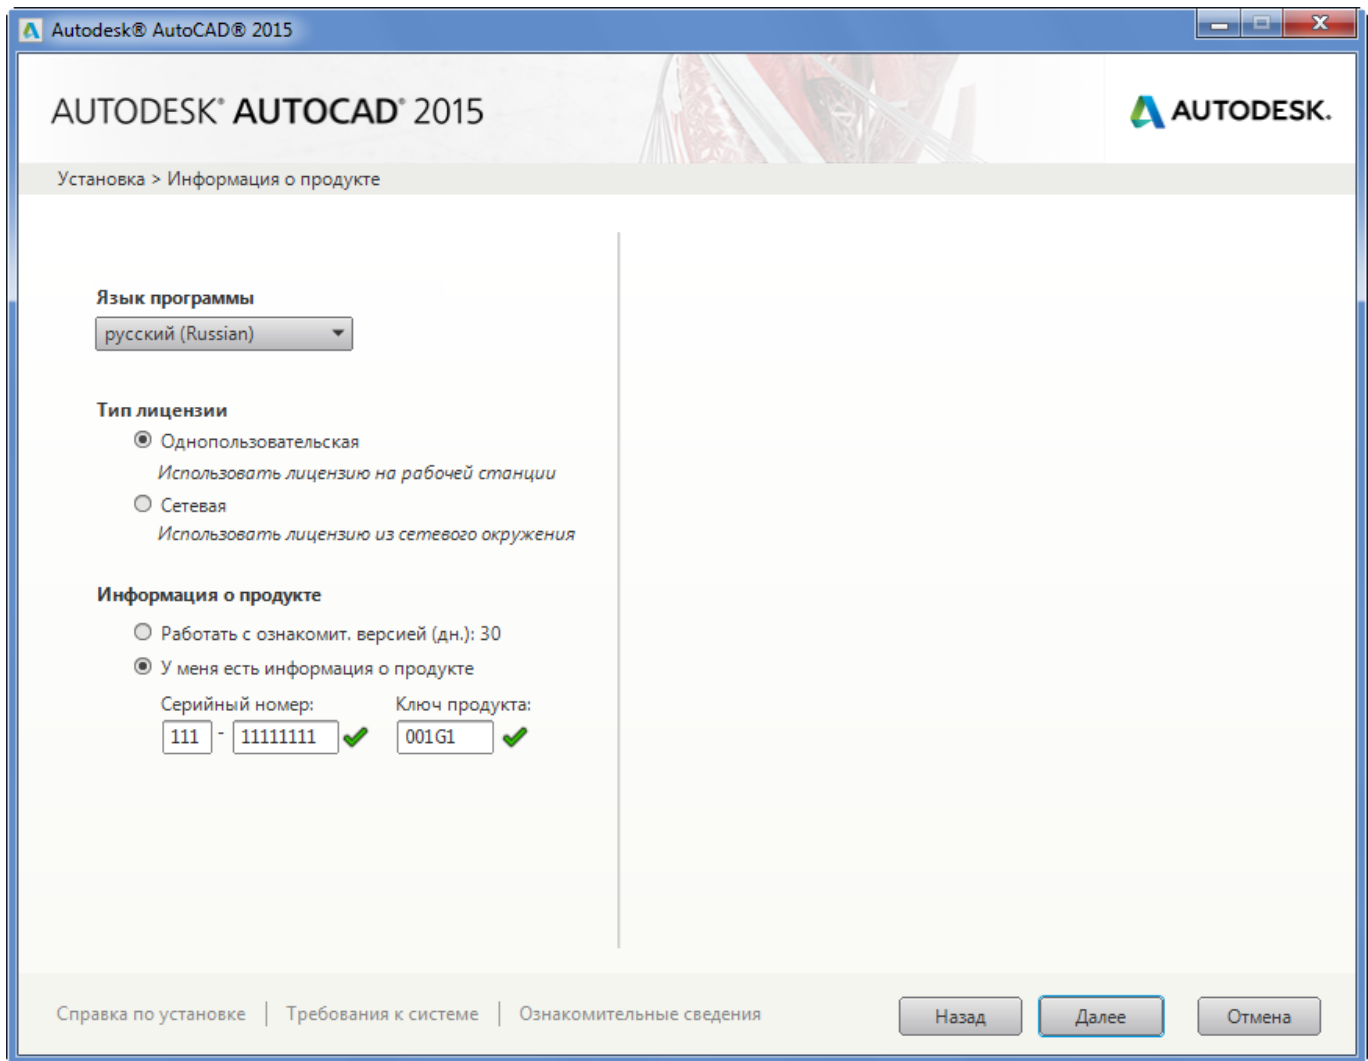 Autodesk® AutoCAD® 2015
AUTODESK® AUTOCAD® 2015
AUTODESK.
Установка > Информация о продукте
Язык программы
русский (Russian)
Тип лицензии
Однопользовательская
Использовать лицензию на рабочей станции
Сетевая
Использовать лицензию из сетевого окружения
Информация о продукте
Работать с ознакомит. версией (дн.): 30
У меня есть информация о продукте
Серийный номер: Ключ продукта:
111 - 11111111 001G1
Справка по установке | Требования к системе | Ознакомительные сведения
Назад Далее Отмена